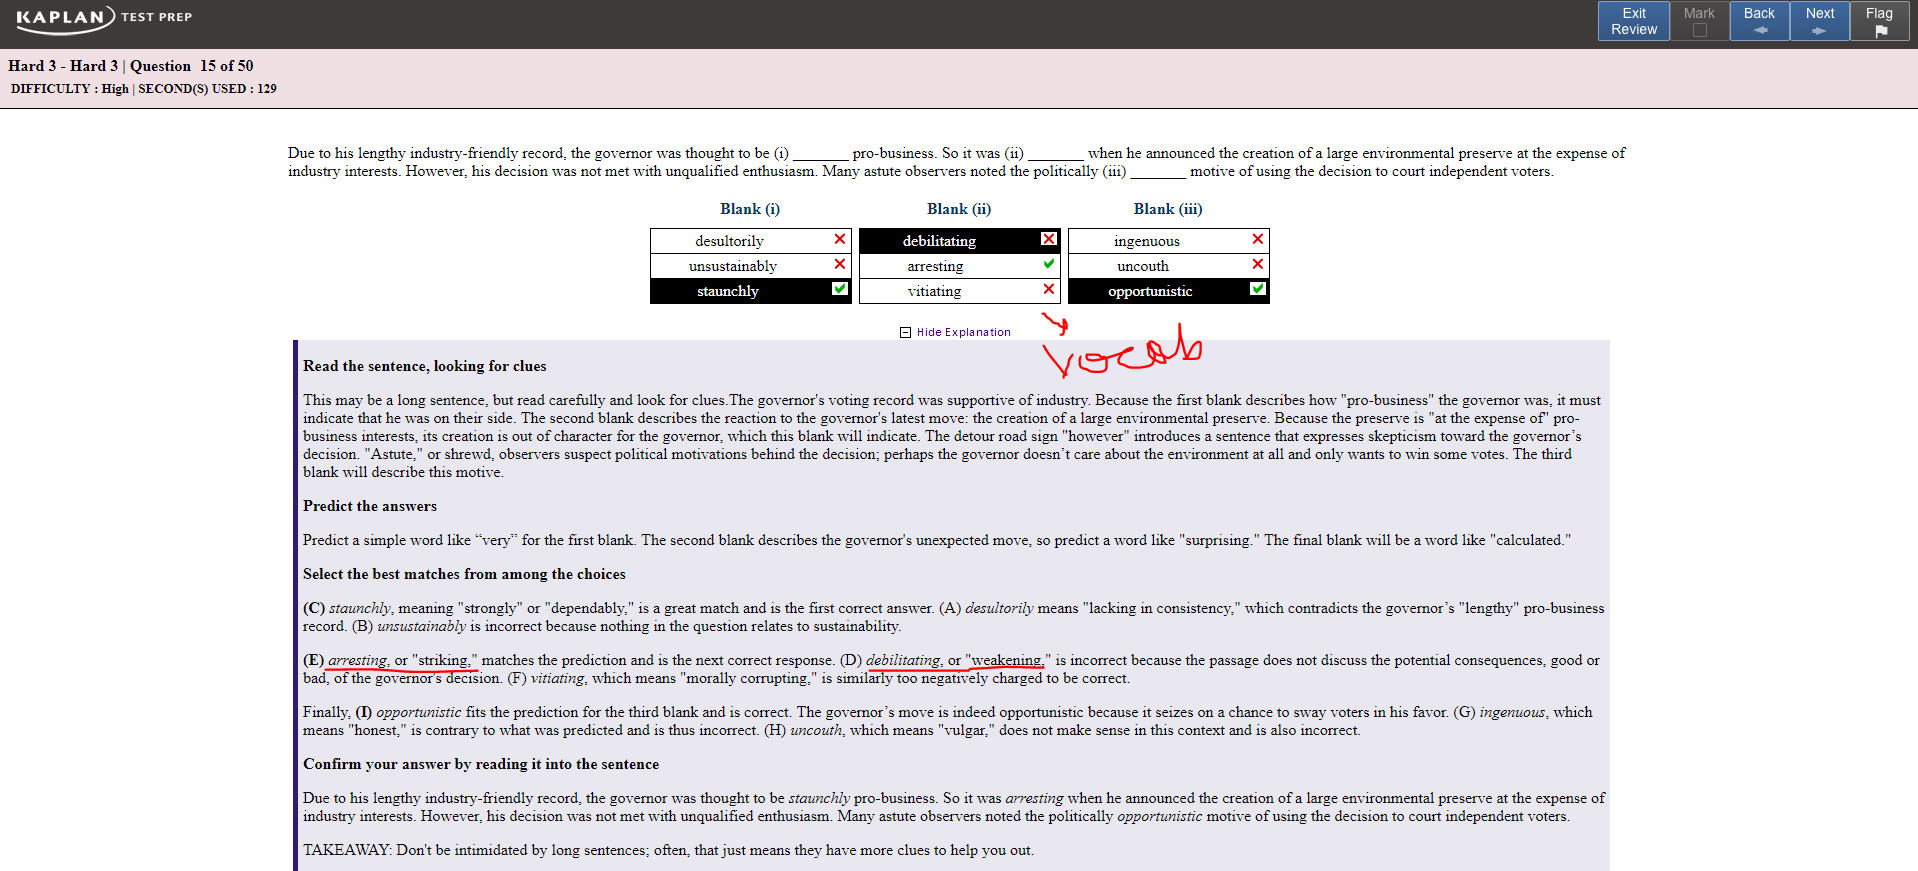 KAPLAN TEST PREP
Exit Review
Mark
Back
Next
Flag
Hard 3 - Hard 3 | Question 15 of 50
DIFFICULTY : High | SECOND(S) USED : 129
Due to his lengthy industry-friendly record, the governor was thought to be (i) _______ pro-business. So it was (ii) _______ when he announced the creation of a large environmental preserve at the expense of
industry interests. However, his decision was not met with unqualified enthusiasm. Many astute observers noted the politically (iii) _______ motive of using the decision to court independent voters.
Blank (i) Blank (ii) Blank (iii)
desultorily debilitating ingenuous
unsustainably arresting uncouth
staunchly vitiating opportunistic
Hide Explanation
vocab
Read the sentence, looking for clues
This may be a long sentence, but read carefully and look for clues.The governor's voting record was supportive of industry. Because the first blank describes how "pro-business" the governor was, it must
indicate that he was on their side. The second blank describes the reaction to the governor's latest move: the creation of a large environmental preserve. Because the preserve is "at the expense of" pro-
business interests, its creation is out of character for the governor, which this blank will indicate. The detour road sign "however" introduces a sentence that expresses skepticism toward the governor’s
decision. "Astute," or shrewd, observers suspect political motivations behind the decision; perhaps the governor doesn’t care about the environment at all and only wants to win some votes. The third
blank will describe this motive.
Predict the answers
Predict a simple word like “very” for the first blank. The second blank describes the governor's unexpected move, so predict a word like "surprising." The final blank will be a word like "calculated."
Select the best matches from among the choices
(C) staunchly, meaning "strongly" or "dependably," is a great match and is the first correct answer. (A) desultorily means "lacking in consistency," which contradicts the governor’s "lengthy" pro-business
record. (B) unsustainably is incorrect because nothing in the question relates to sustainability.
(E) arresting, or "striking," matches the prediction and is the next correct response. (D) debilitating, or "weakening," is incorrect because the passage does not discuss the potential consequences, good or
bad, of the governor's decision. (F) vitiating, which means "morally corrupting," is similarly too negatively charged to be correct.
Finally, (I) opportunistic fits the prediction for the third blank and is correct. The governor’s move is indeed opportunistic because it seizes on a chance to sway voters in his favor. (G) ingenuous, which
means "honest," is contrary to what was predicted and is thus incorrect. (H) uncouth, which means "vulgar," does not make sense in this context and is also incorrect.
Confirm your answer by reading it into the sentence
Due to his lengthy industry-friendly record, the governor was thought to be staunchly pro-business. So it was arresting when he announced the creation of a large environmental preserve at the expense of
industry interests. However, his decision was not met with unqualified enthusiasm. Many astute observers noted the politically opportunistic motive of using the decision to court independent voters.
TAKEAWAY: Don't be intimidated by long sentences; often, that just means they have more clues to help you out.